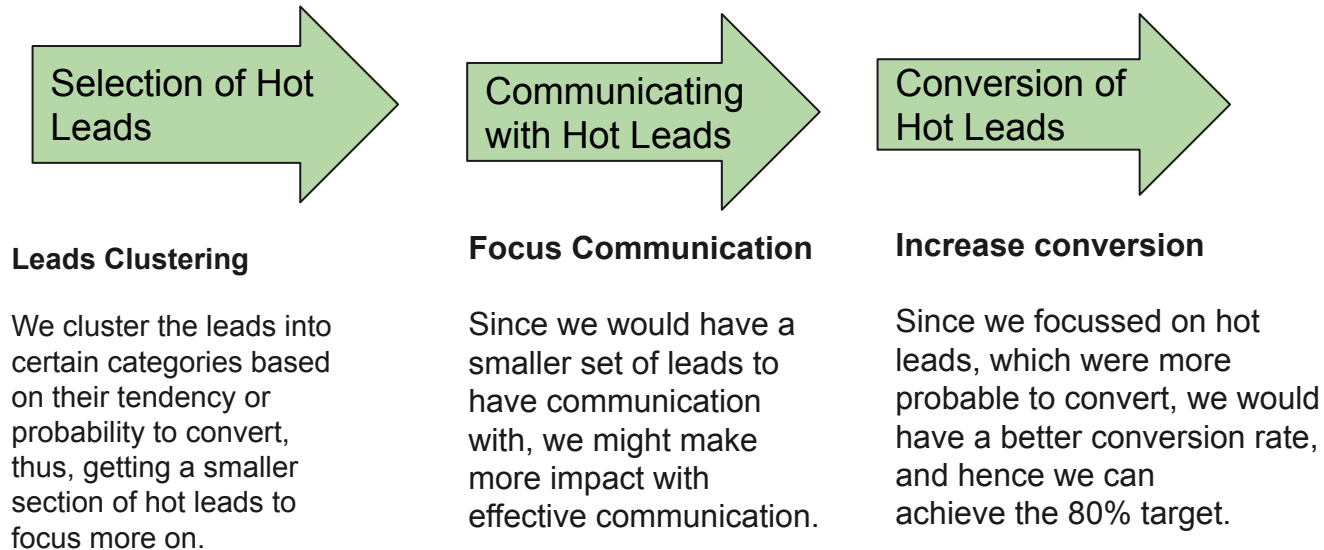 Selection of Hot
Leads
Communicating
with Hot Leads
Conversion of
Hot Leads
Leads Clustering
We cluster the leads into
certain categories based
on their tendency or
probability to convert,
thus, getting a smaller
section of hot leads to
focus more on.
Focus Communication
Since we would have a
smaller set of leads to
have communication
with, we might make
more impact with
effective communication.
Increase conversion
Since we focussed on hot
leads, which were more
probable to convert, we would
have a better conversion rate,
and hence we can
achieve the 80% target.